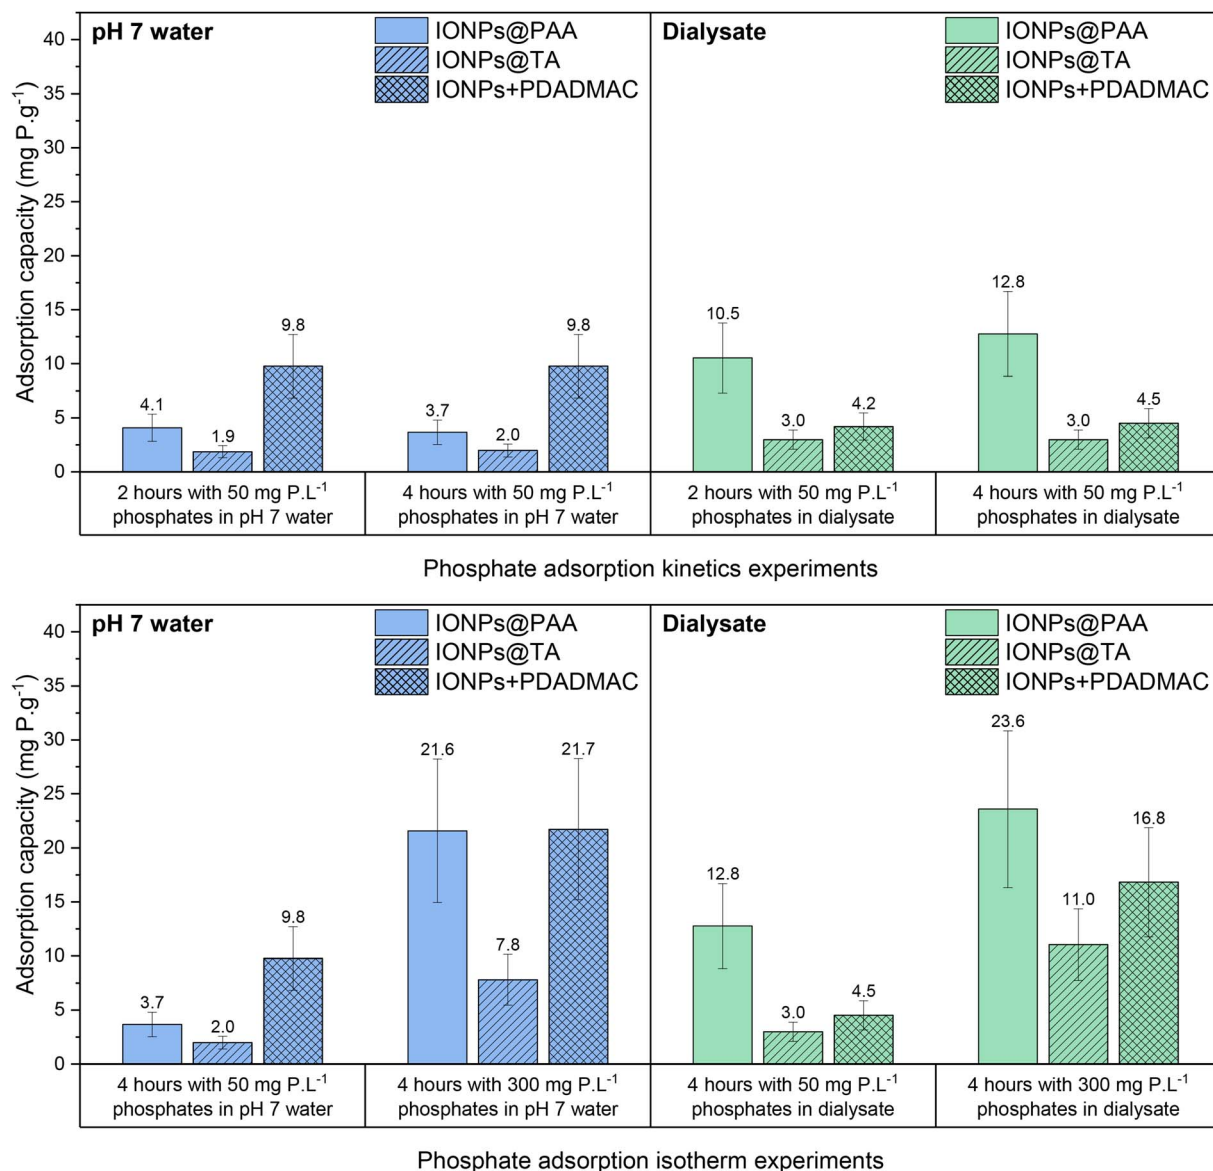 pH 7 water
IONPs@PAA
IONPs@TA
IONPs+PDADMAC
Dialysate
IONPs@PAA
IONPs@TA
IONPs+PDADMAC
Adsorption capacity (mg P.g⁻¹)
40
35
30
25
20
15
10
5
0
4.1
1.9
9.8
3.7
2.0
9.8
10.5
3.0
4.2
12.8
3.0
4.5
2 hours with 50 mg P.L⁻¹
phosphates in pH 7 water
4 hours with 50 mg P.L⁻¹
phosphates in pH 7 water
2 hours with 50 mg P.L⁻¹
phosphates in dialysate
4 hours with 50 mg P.L⁻¹
phosphates in dialysate
Phosphate adsorption kinetics experiments
pH 7 water
IONPs@PAA
IONPs@TA
IONPs+PDADMAC
Dialysate
IONPs@PAA
IONPs@TA
IONPs+PDADMAC
Adsorption capacity (mg P.g⁻¹)
40
35
30
25
20
15
10
5
0
3.7
2.0
9.8
21.6
7.8
21.7
12.8
3.0
4.5
23.6
11.0
16.8
4 hours with 50 mg P.L⁻¹
phosphates in pH 7 water
4 hours with 300 mg P.L⁻¹
phosphates in pH 7 water
4 hours with 50 mg P.L⁻¹
phosphates in dialysate
4 hours with 300 mg P.L⁻¹
phosphates in dialysate
Phosphate adsorption isotherm experiments